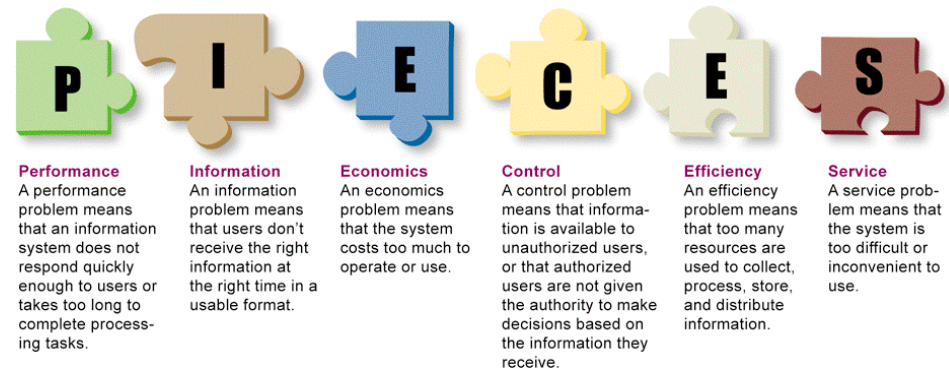 P I E C E S
Performance
A performance
problem means
that an information
system does not
respond quickly
enough to users or
takes too long to
complete process-
ing tasks.
Information
An information
problem means
that users don’t
receive the right
information at
the right time in a
usable format.
Economics
An economics
problem means
that the system
costs too much to
operate or use.
Control
A control problem
means that informa-
tion is available to
unauthorized users,
or that authorized
users are not given
the authority to make
decisions based on
the information they
receive.
Efficiency
An efficiency
problem means
that too many
resources are
used to collect,
process, store,
and distribute
information.
Service
A service prob-
lem means that
the system is
too difficult or
inconvenient to
use.